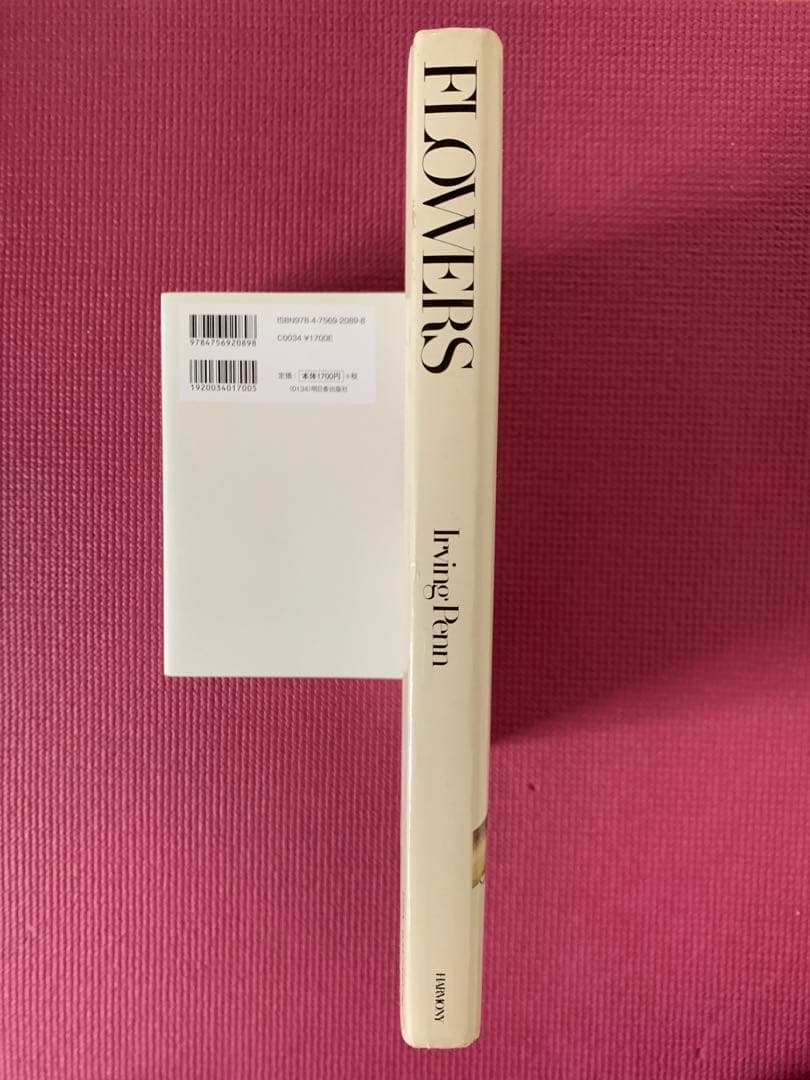 FLOWERS
Irving Penn
HARMONY
ISBN978-4-7569-2089-8
9784756920898
C0034 ¥1700E
定価： 本体1700円 +税
1920034017005
(0134)明日香出版社